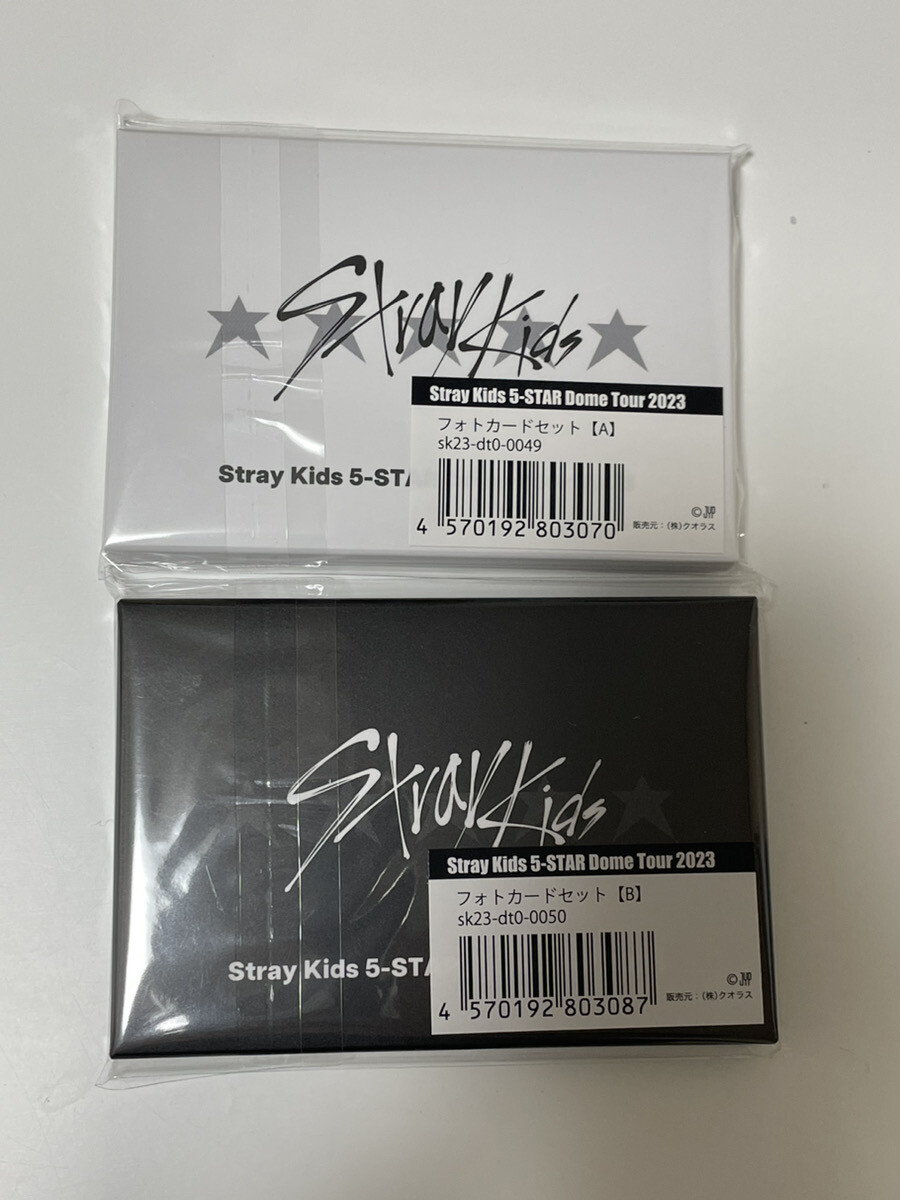 Stray Kids
Stray Kids 5-STAR Dome Tour 2023
フォトカードセット【A】
sk23-dt0-0049
Stray Kids 5-STA
4 570192 803070
© JYP
販売元：(株)クオラス
Stray Kids
Stray Kids 5-STAR Dome Tour 2023
フォトカードセット【B】
sk23-dt0-0050
Stray Kids 5-STA
4 570192 803087
© JYP
販売元：(株)クオラス